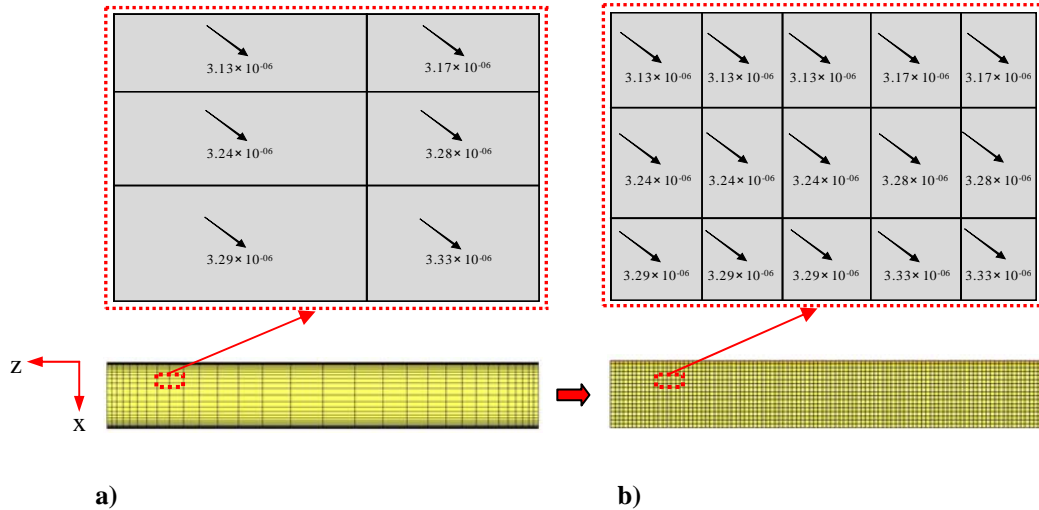 3.13× 10⁻⁰⁶ 3.17× 10⁻⁰⁶
3.24× 10⁻⁰⁶ 3.28× 10⁻⁰⁶
3.29× 10⁻⁰⁶ 3.33× 10⁻⁰⁶
3.13× 10⁻⁰⁶ 3.13× 10⁻⁰⁶ 3.13× 10⁻⁰⁶ 3.17× 10⁻⁰⁶ 3.17× 10⁻⁰⁶
3.24× 10⁻⁰⁶ 3.24× 10⁻⁰⁶ 3.24× 10⁻⁰⁶ 3.28× 10⁻⁰⁶ 3.28× 10⁻⁰⁶
3.29× 10⁻⁰⁶ 3.29× 10⁻⁰⁶ 3.29× 10⁻⁰⁶ 3.33× 10⁻⁰⁶ 3.33× 10⁻⁰⁶
z
x
a)
b)